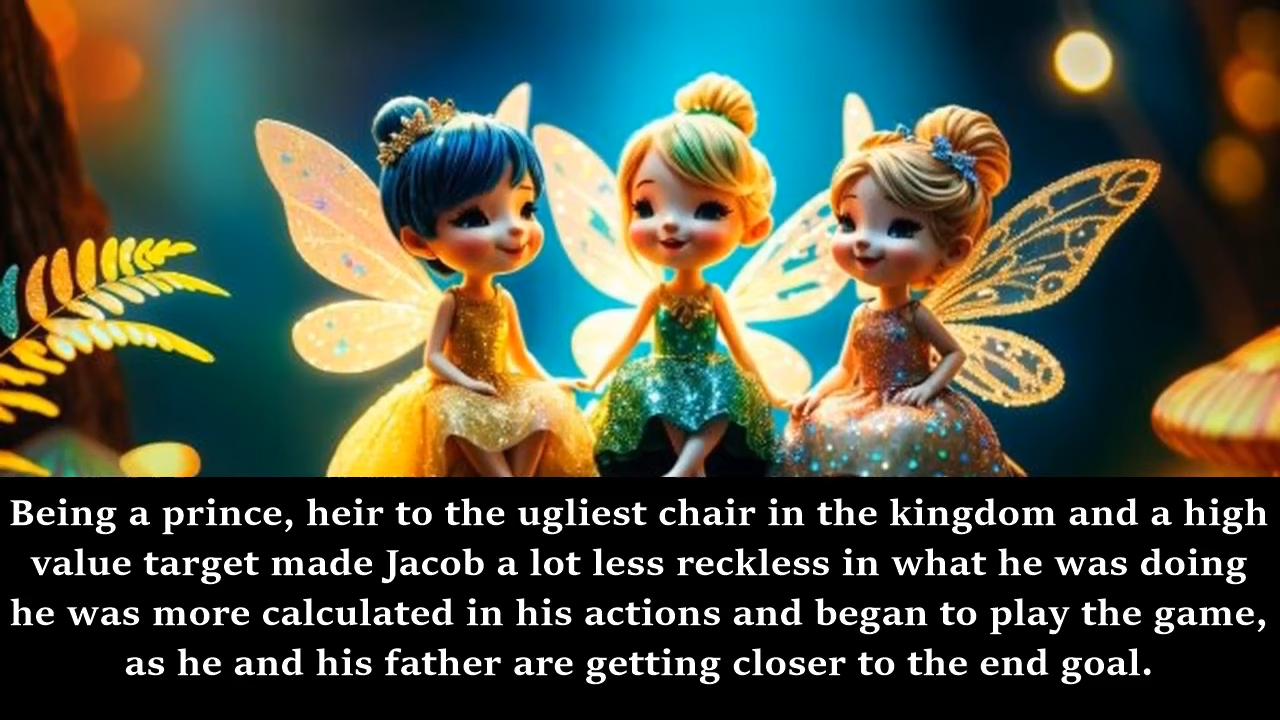 Being a prince, heir to the ugliest chair in the kingdom and a high
value target made Jacob a lot less reckless in what he was doing
he was more calculated in his actions and began to play the game,
as he and his father are getting closer to the end goal.